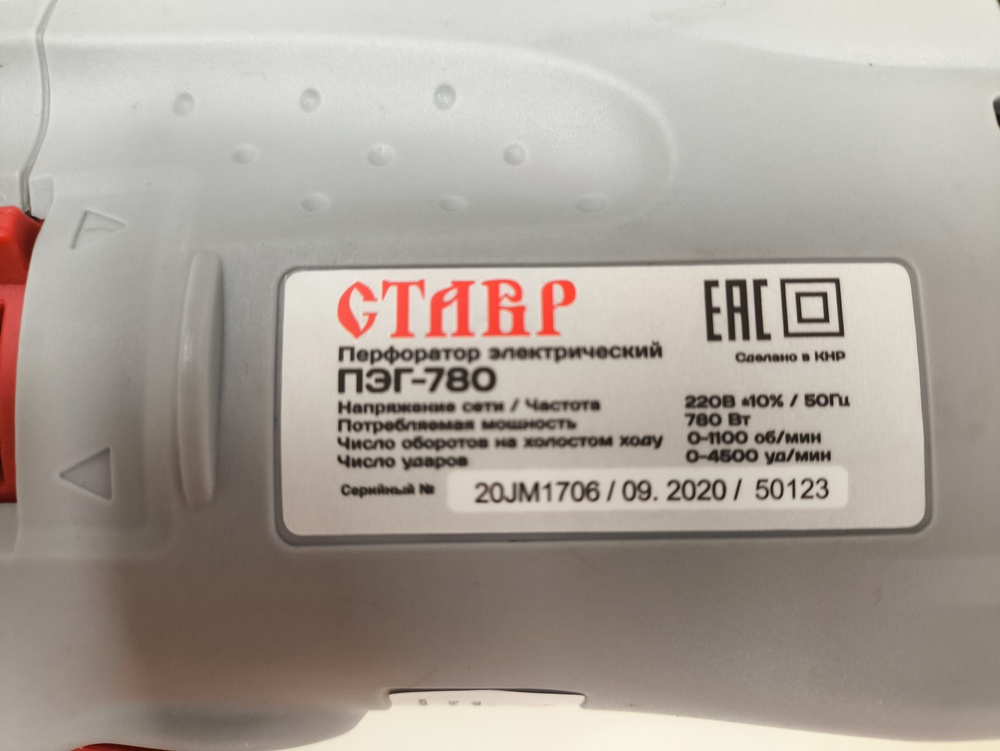 СТАВР
EAC
Сделано в КНР
Перфоратор электрический
ПЭГ-780
Напряжение сети / Частота 220В ±10% / 50Гц
Потребляемая мощность 780 Вт
Число оборотов на холостом ходу 0-1100 об/мин
Число ударов 0-4500 уд/мин
Серийный № 20JM1706 / 09. 2020 / 50123